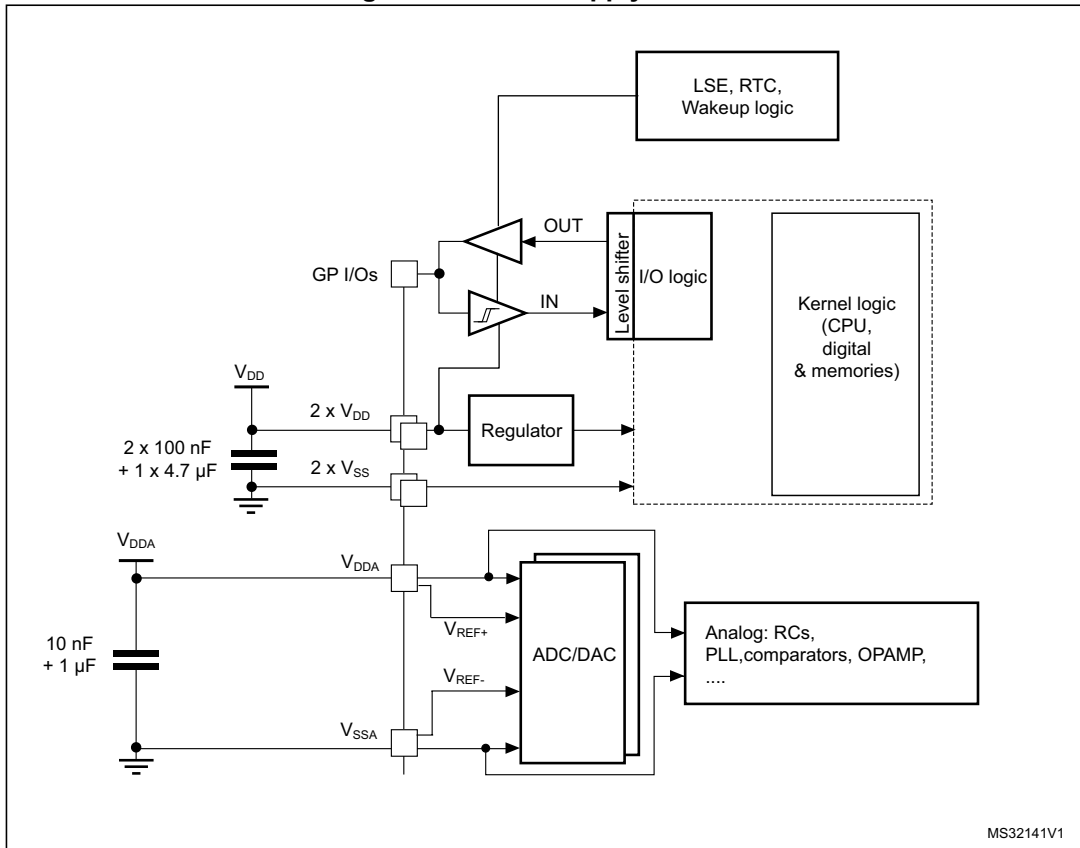 LSE, RTC,
Wakeup logic
OUT
GP I/Os
IN
Level shifter
I/O logic
Kernel logic
(CPU,
digital
& memories)
VDD
2 x VDD
Regulator
2 x 100 nF
+ 1 x 4.7 µF
2 x VSS
VDDA
VDDA
VREF+
10 nF
+ 1 µF
ADC/DAC
Analog: RCs,
PLL,comparators, OPAMP,
....
VREF-
VSSA
MS32141V1